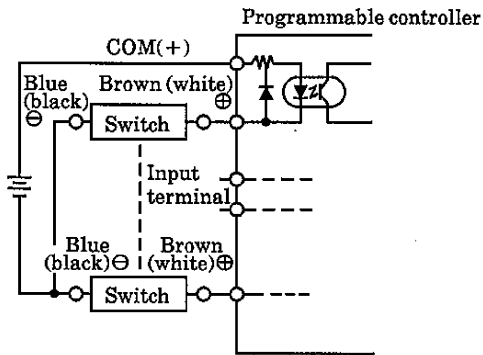 Programmable controller
COM(+)
Blue
(black)
⊖
Brown (white)
⊕
Switch
Input
terminal
Blue
(black)⊖
Brown
(white)⊕
Switch